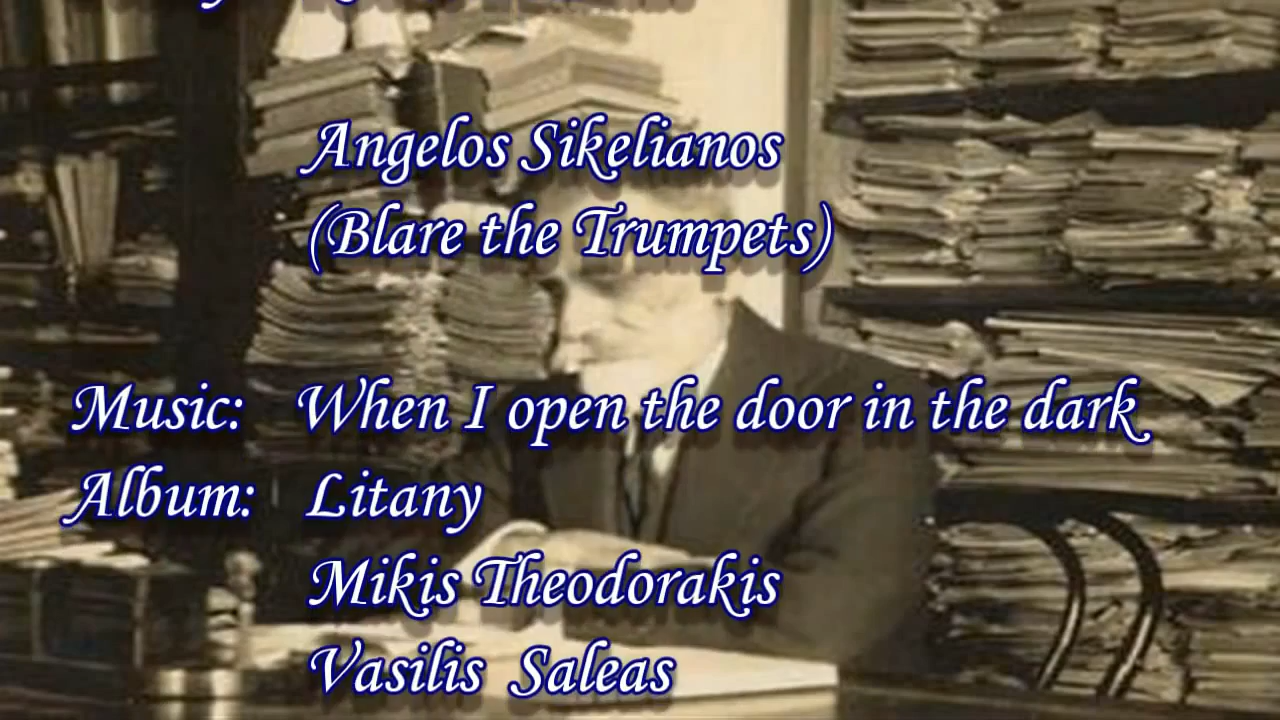 Angelos Sikelianos
(Blare the Trumpets)
Music: When I open the door in the dark
Album: Litany
Mikis Theodorakis
Vasilis Saleas